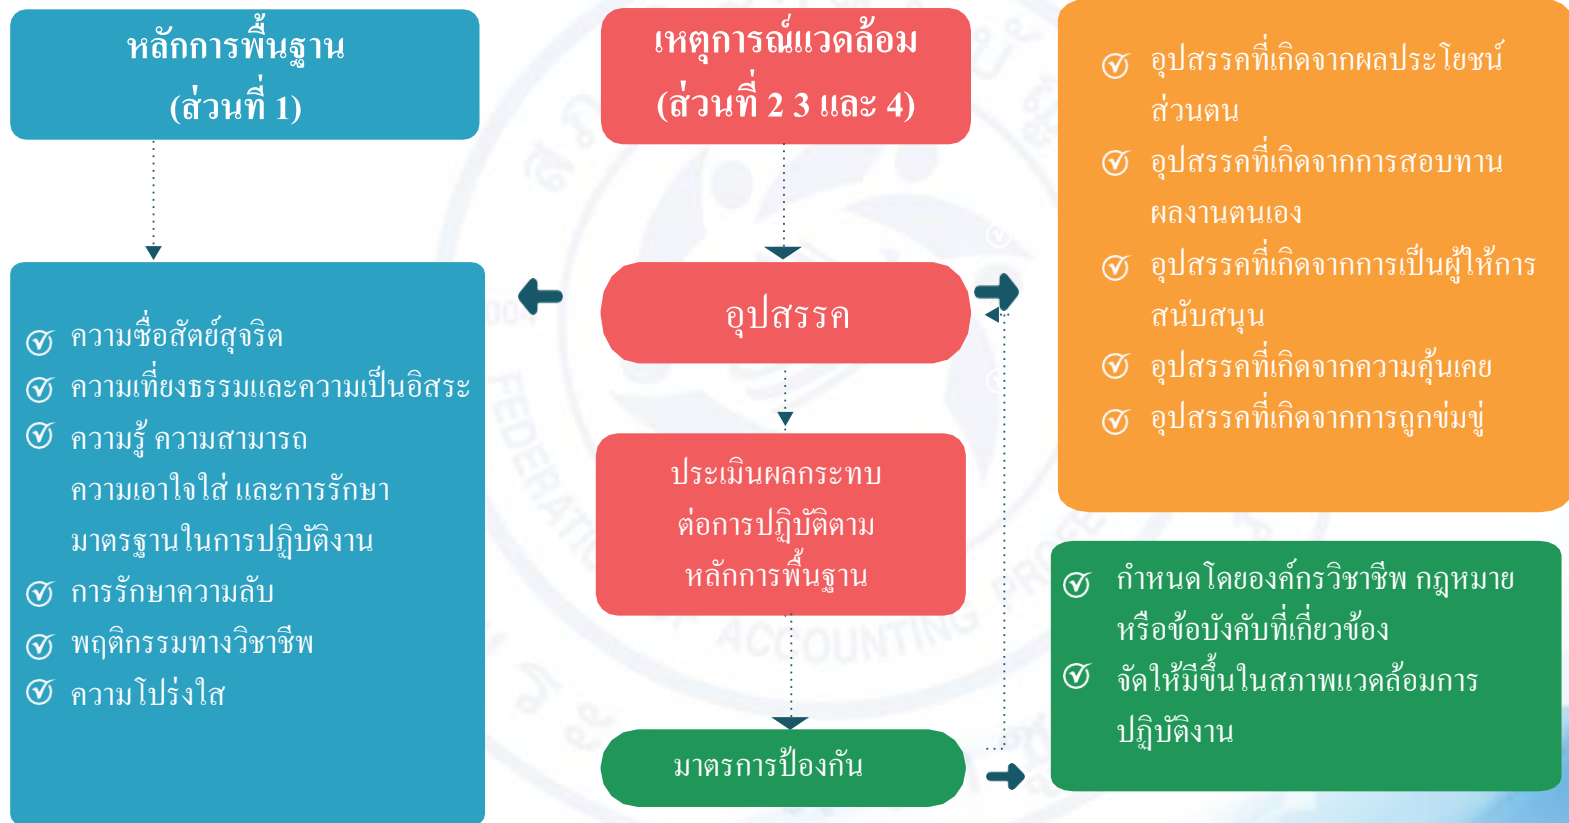 หลักการพื้นฐาน
(ส่วนที่ 1)
เหตุการณ์แวดล้อม
(ส่วนที่ 2 3 และ 4)
อุปสรรคที่เกิดจากผลประโยชน์
ส่วนตน
อุปสรรคที่เกิดจากการสอบทาน
ผลงานตนเอง
อุปสรรคที่เกิดจากการเป็นผู้ให้การ
สนับสนุน
อุปสรรคที่เกิดจากความคุ้นเคย
อุปสรรคที่เกิดจากการถูกข่มขู่
อุปสรรค
ความซื่อสัตย์สุจริต
ความเที่ยงธรรมและความเป็นอิสระ
ความรู้ ความสามารถ
ความเอาใจใส่ และการรักษา
มาตรฐานในการปฏิบัติงาน
การรักษาความลับ
พฤติกรรมทางวิชาชีพ
ความโปร่งใส
ประเมินผลกระทบ
ต่อการปฏิบัติตาม
หลักการพื้นฐาน
มาตรการป้องกัน
กำหนดโดยองค์กรวิชาชีพ กฎหมาย
หรือข้อบังคับที่เกี่ยวข้อง
จัดให้มีขึ้นในสภาพแวดล้อมการ
ปฏิบัติงาน
ACCOUNTING